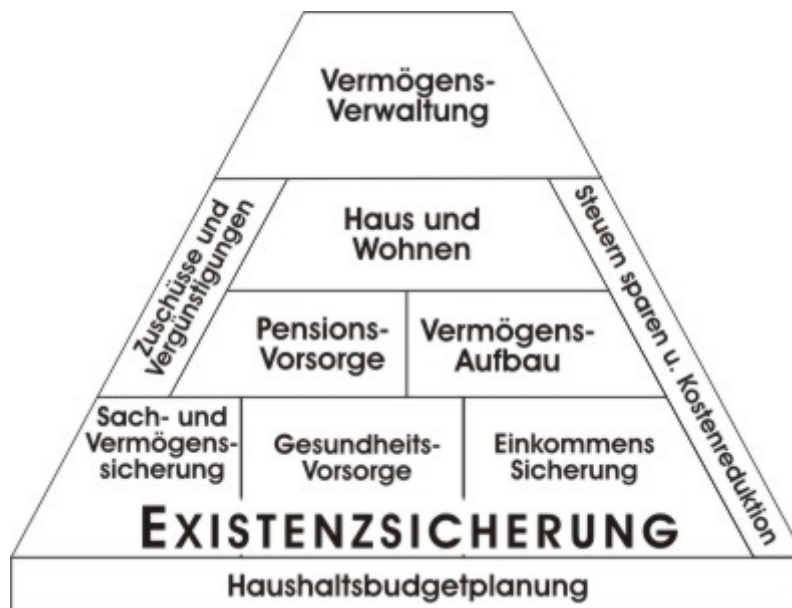 Vermögens-
Verwaltung
Zuschüsse und
Vergünstigungen
Haus und
Wohnen
Steuern sparen u. Kostenreduktion
Pensions-
Vorsorge
Vermögens-
Aufbau
Sach- und
Vermögens-
sicherung
Gesundheits-
Vorsorge
Einkommens
Sicherung
EXISTENZSICHERUNG
Haushaltsbudgetplanung